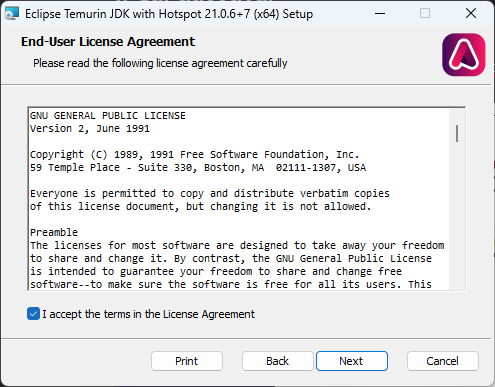 Eclipse Temurin JDK with Hotspot 21.0.6+7 (x64) Setup
End-User License Agreement
Please read the following license agreement carefully
GNU GENERAL PUBLIC LICENSE
Version 2, June 1991
Copyright (C) 1989, 1991 Free Software Foundation, Inc.
59 Temple Place - Suite 330, Boston, MA  02111-1307, USA
Everyone is permitted to copy and distribute verbatim copies
of this license document, but changing it is not allowed.
Preamble
The licenses for most software are designed to take away your freedom
to share and change it. By contrast, the GNU General Public License
is intended to guarantee your freedom to share and change free
software--to make sure the software is free for all its users. This
I accept the terms in the License Agreement
Print
Back
Next
Cancel